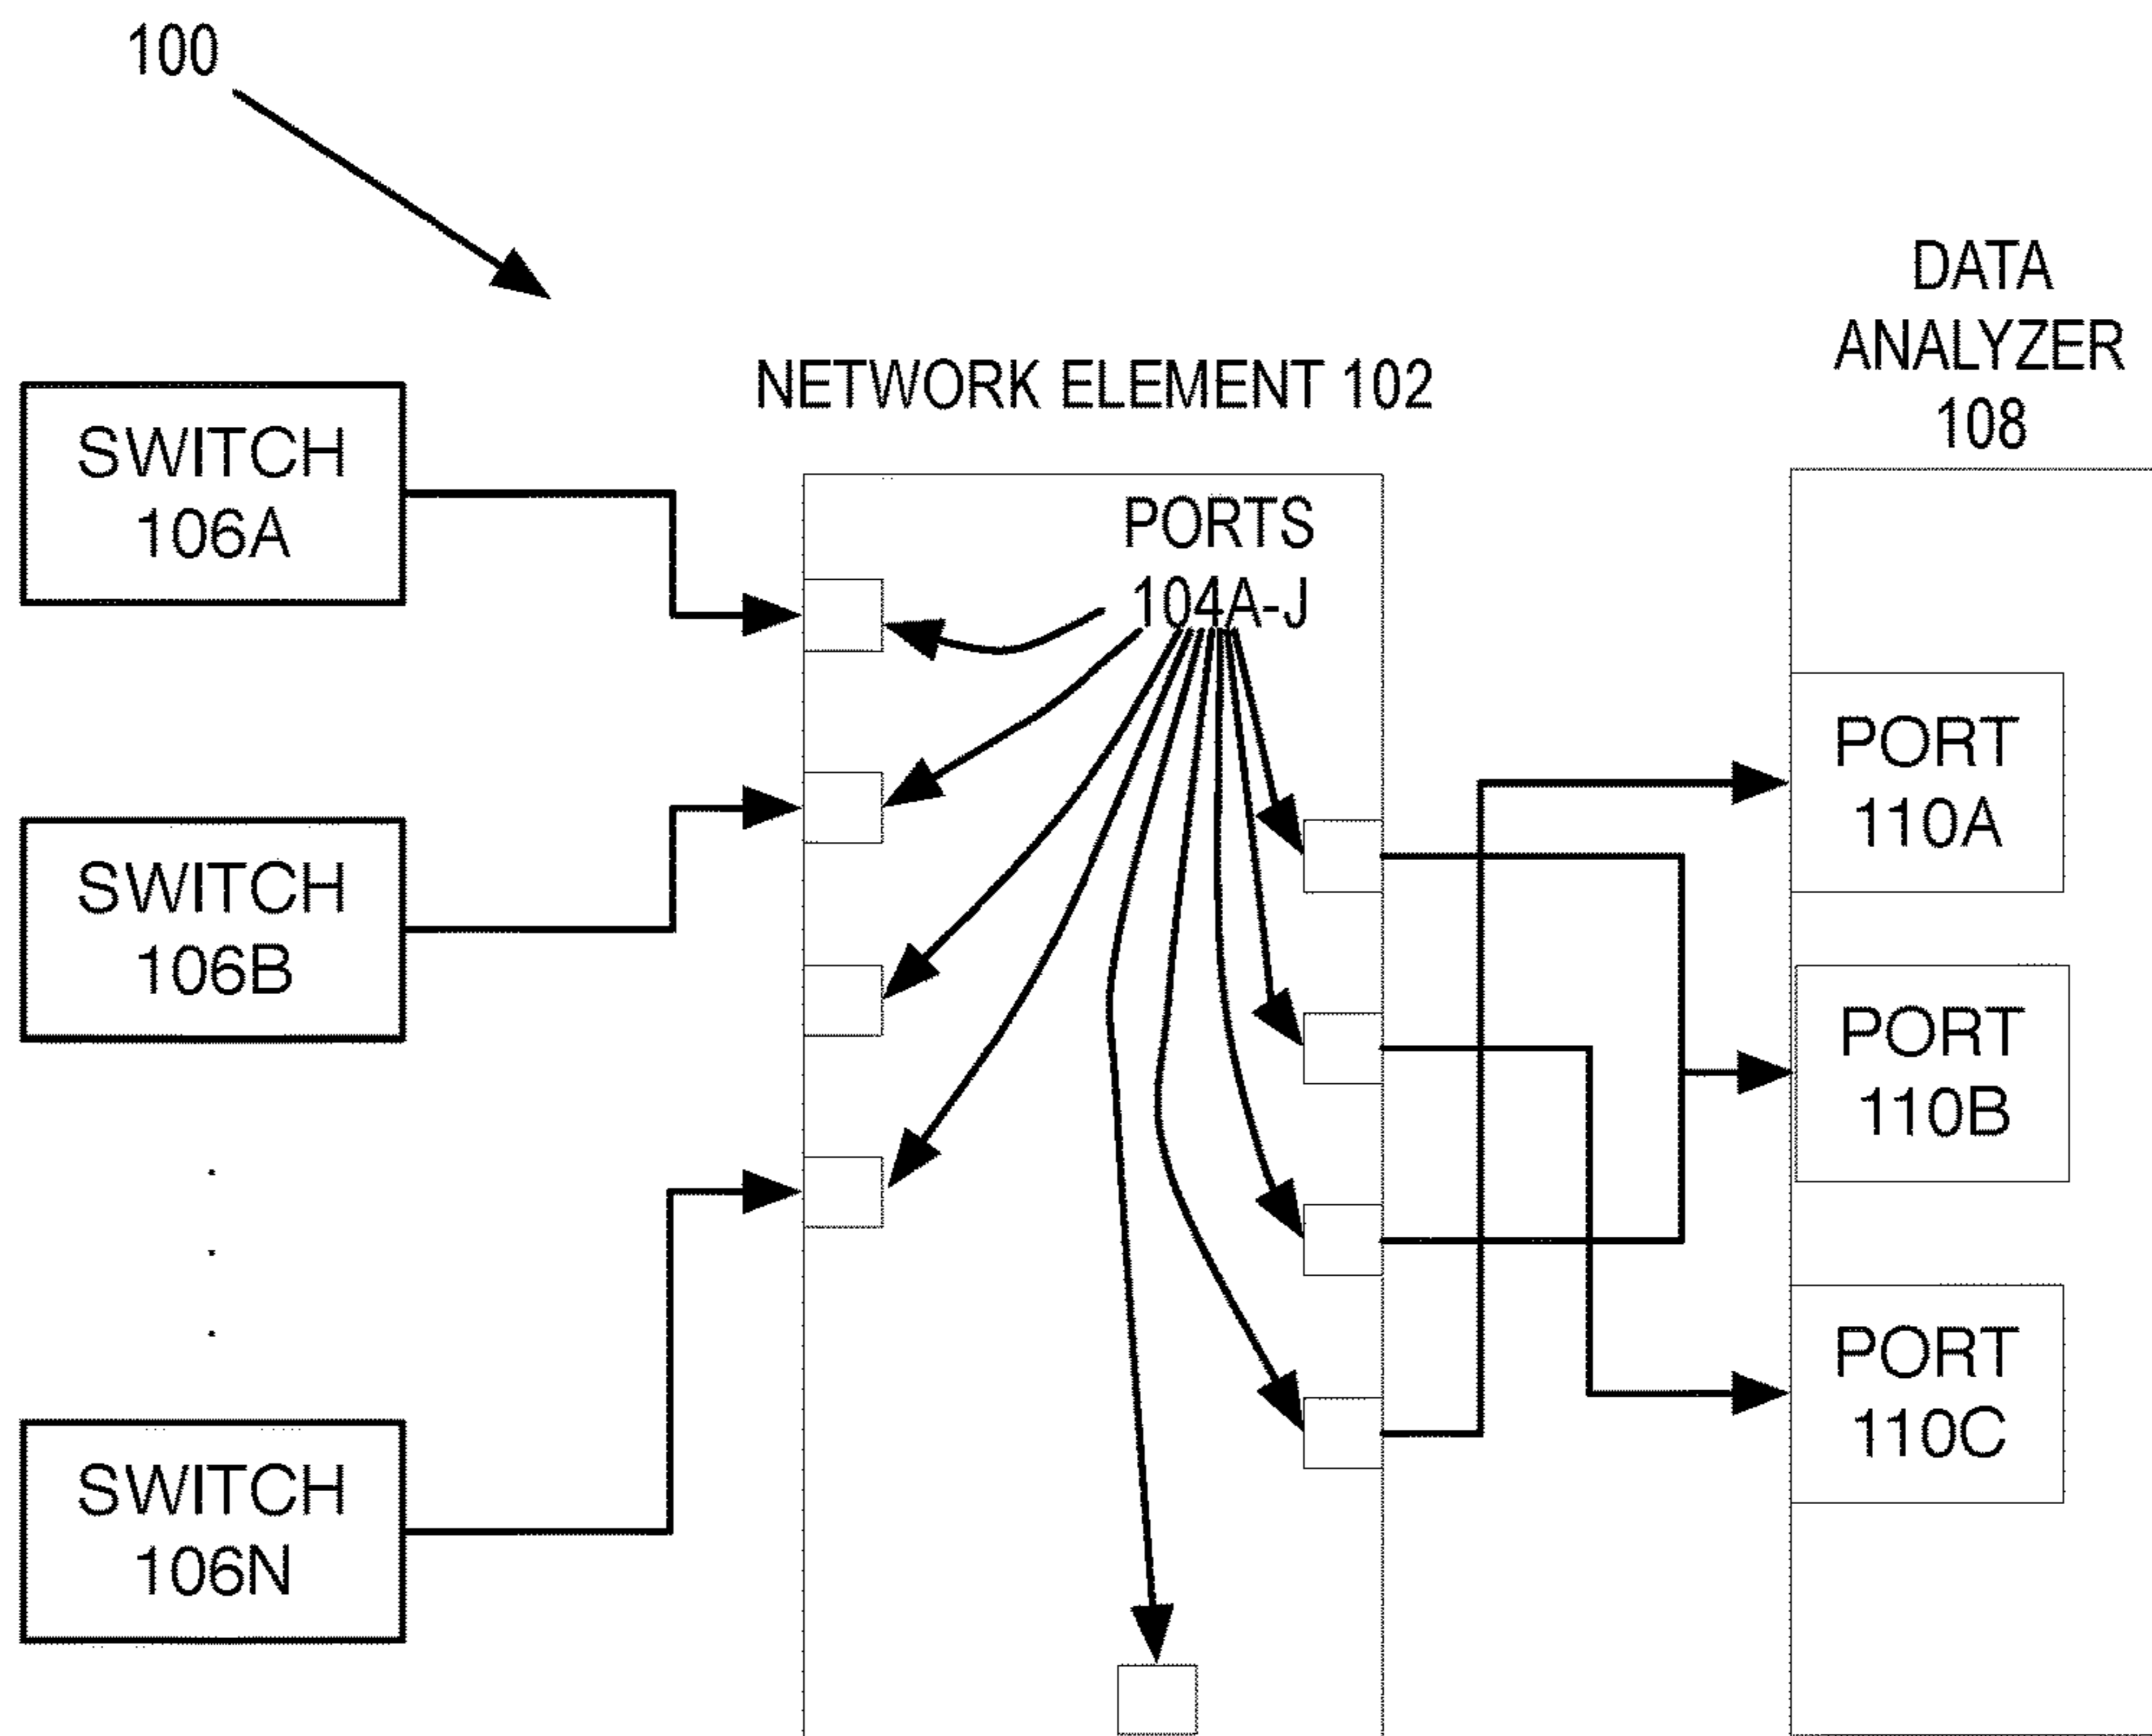 100
DATA
ANALYZER
108
NETWORK ELEMENT 102
SWITCH
106A
PORTS
104A-J
PORT
110A
SWITCH
106B
PORT
110B
PORT
110C
SWITCH
106N